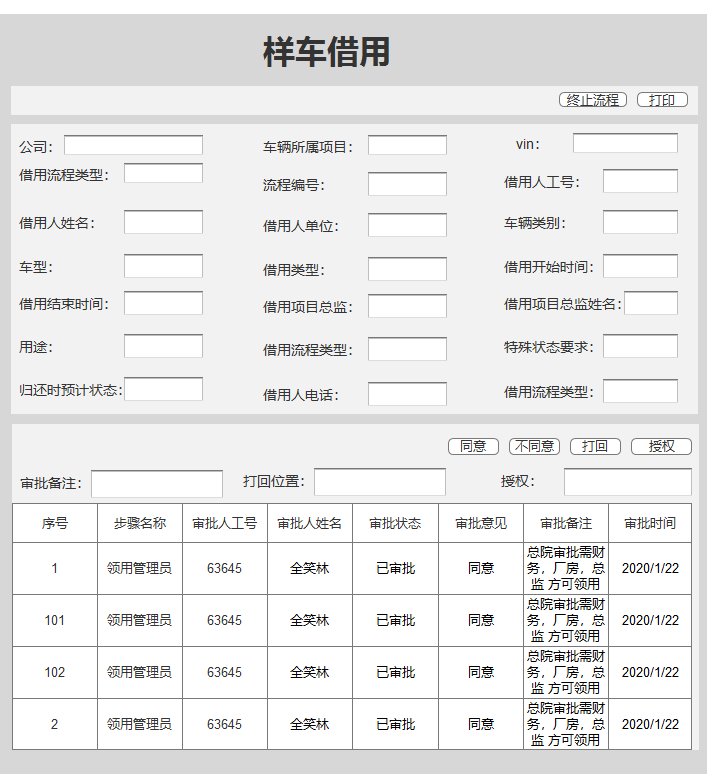 样车借用
终止流程 打印
公司： 车辆所属项目： vin：
借用流程类型： 流程编号： 借用人工号：
借用人姓名： 借用人单位： 车辆类别：
车型： 借用类型： 借用开始时间：
借用结束时间： 借用项目总监： 借用项目总监姓名：
用途： 借用流程类型： 特殊状态要求：
归还时预计状态： 借用人电话： 借用流程类型：
同意 不同意 打回 授权
审批备注： 打回位置： 授权：
序号 步骤名称 审批人工号 审批人姓名 审批状态 审批意见 审批备注 审批时间
1 领用管理员 63645 全笑林 已审批 同意 总院审批需财务，厂房，总监 方可领用 2020/1/22
101 领用管理员 63645 全笑林 已审批 同意 总院审批需财务，厂房，总监 方可领用 2020/1/22
102 领用管理员 63645 全笑林 已审批 同意 总院审批需财务，厂房，总监 方可领用 2020/1/22
2 领用管理员 63645 全笑林 已审批 同意 总院审批需财务，厂房，总监 方可领用 2020/1/22